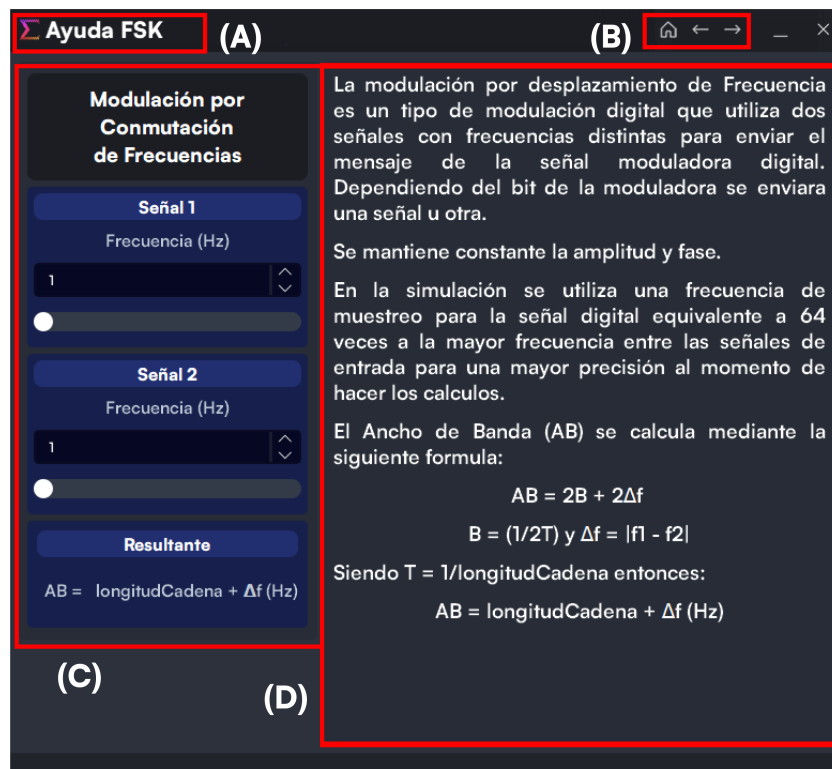 Ayuda FSK
(A)
(B)
Modulación por
Conmutación
de Frecuencias
Señal 1
Frecuencia (Hz)
1
Señal 2
Frecuencia (Hz)
1
Resultante
AB = longitudCadena + Δf (Hz)
(C)
(D)
La modulación por desplazamiento de Frecuencia
es un tipo de modulación digital que utiliza dos
señales con frecuencias distintas para enviar el
mensaje de la señal moduladora digital.
Dependiendo del bit de la moduladora se enviara
una señal u otra.
Se mantiene constante la amplitud y fase.
En la simulación se utiliza una frecuencia de
muestreo para la señal digital equivalente a 64
veces a la mayor frecuencia entre las señales de
entrada para una mayor precisión al momento de
hacer los calculos.
El Ancho de Banda (AB) se calcula mediante la
siguiente formula:
AB = 2B + 2Δf
B = (1/2T) y Δf = |f1 - f2|
Siendo T = 1/longitudCadena entonces:
AB = longitudCadena + Δf (Hz)